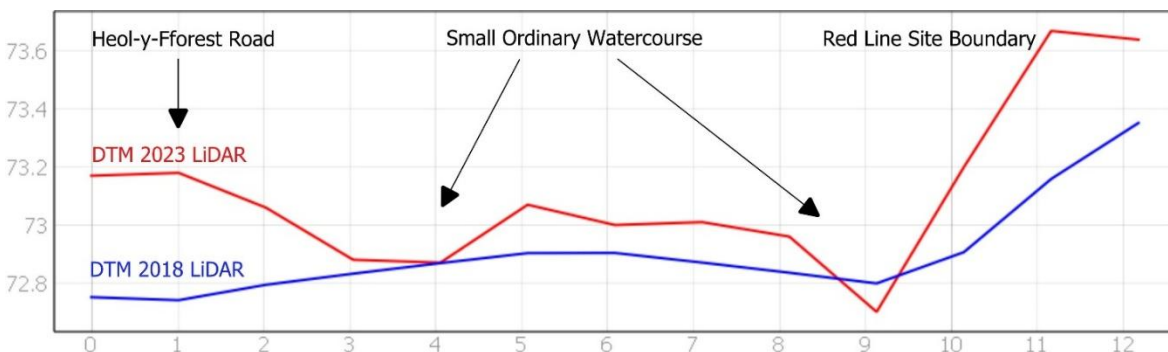 Heol-y-Fforest Road
Small Ordinary Watercourse
Red Line Site Boundary
DTM 2023 LiDAR
DTM 2018 LiDAR
73.6
73.4
73.2
73
72.8
0 1 2 3 4 5 6 7 8 9 10 11 12